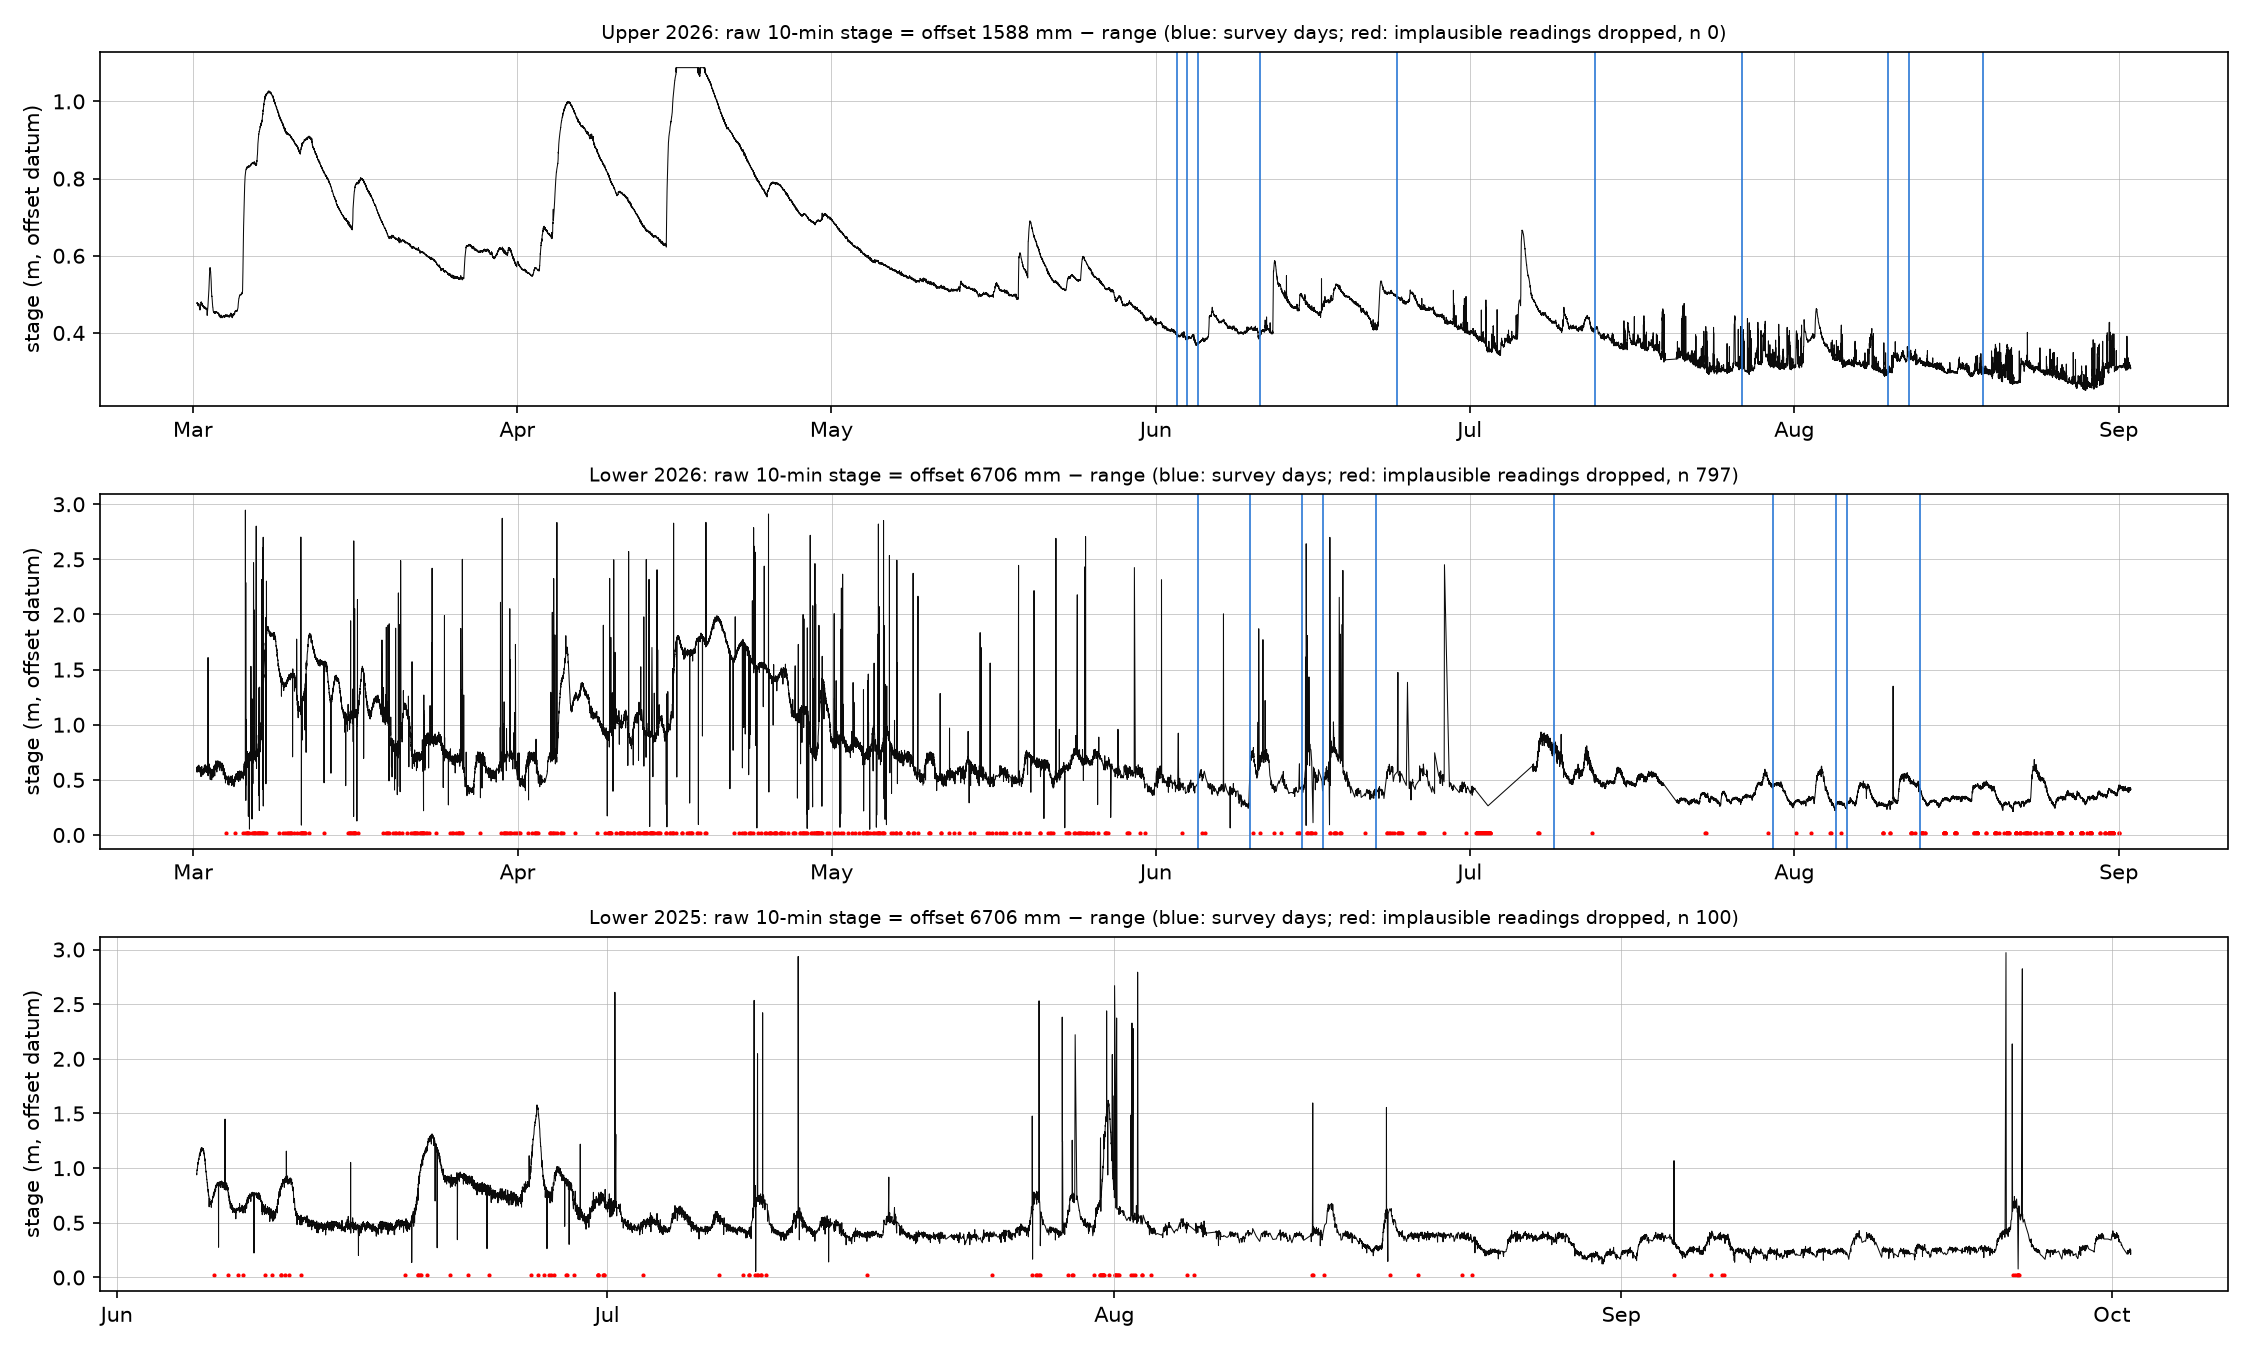 Upper 2026: raw 10-min stage = offset 1588 mm − range (blue: survey days; red: implausible readings dropped, n 0)
stage (m, offset datum)
1.0
0.8
0.6
0.4
Mar Apr May Jun Jul Aug Sep
Lower 2026: raw 10-min stage = offset 6706 mm − range (blue: survey days; red: implausible readings dropped, n 797)
stage (m, offset datum)
3.0
2.5
2.0
1.5
1.0
0.5
0.0
Mar Apr May Jun Jul Aug Sep
Lower 2025: raw 10-min stage = offset 6706 mm − range (blue: survey days; red: implausible readings dropped, n 100)
stage (m, offset datum)
3.0
2.5
2.0
1.5
1.0
0.5
0.0
Jun Jul Aug Sep Oct